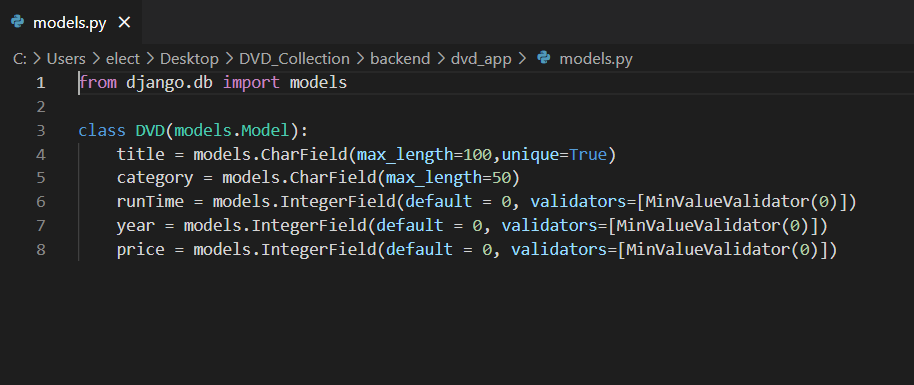 models.py ×
C: > Users > elect > Desktop > DVD_Collection > backend > dvd_app > models.py
1 from django.db import models
2
3 class DVD(models.Model):
4     title = models.CharField(max_length=100,unique=True)
5     category = models.CharField(max_length=50)
6     runTime = models.IntegerField(default = 0, validators=[MinValueValidator(0)])
7     year = models.IntegerField(default = 0, validators=[MinValueValidator(0)])
8     price = models.IntegerField(default = 0, validators=[MinValueValidator(0)])